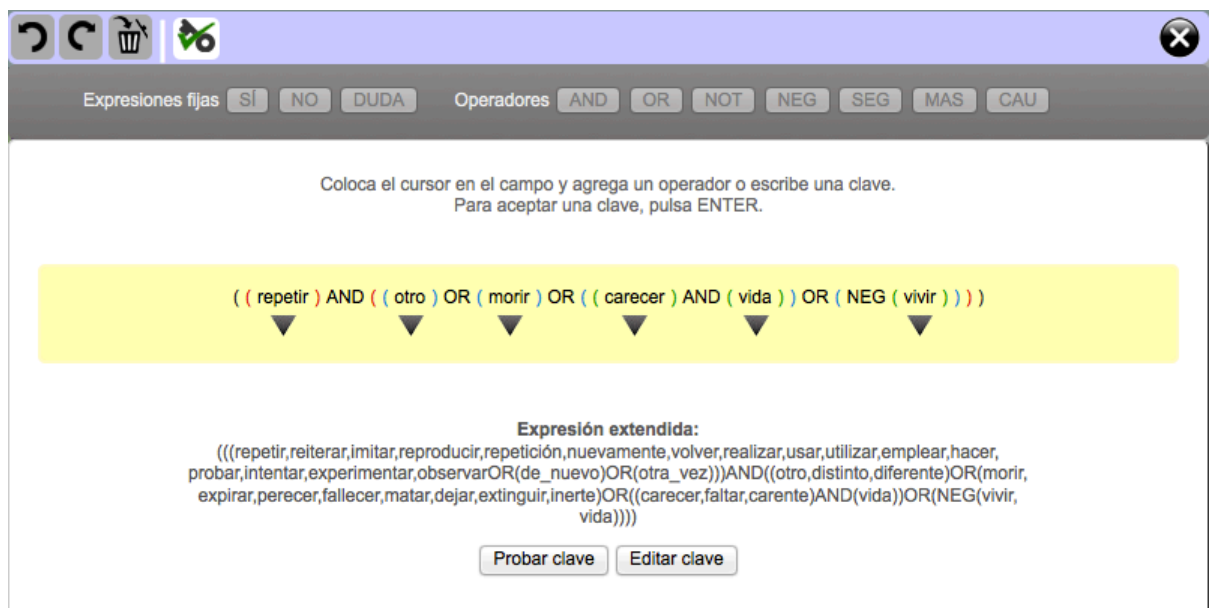 Expresiones fijas SÍ NO DUDA Operadores AND OR NOT NEG SEG MAS CAU
Coloca el cursor en el campo y agrega un operador o escribe una clave.
Para aceptar una clave, pulsa ENTER.
( ( repetir ) AND ( ( otro ) OR ( morir ) OR ( ( carecer ) AND ( vida ) ) OR ( NEG ( vivir ) ) ) )
Expresión extendida:
(((repetir,reiterar,imitar,reproducir,repetición,nuevamente,volver,realizar,usar,utilizar,emplear,hacer,
probar,intentar,experimentar,observarOR(de_nuevo)OR(otra_vez)))AND((otro,distinto,diferente)OR(morir,
expirar,perecer,fallecer,matar,dejar,extinguir,inerte)OR((carecer,faltar,carente)AND(vida))OR(NEG(vivir,
vida))))
Probar clave Editar clave